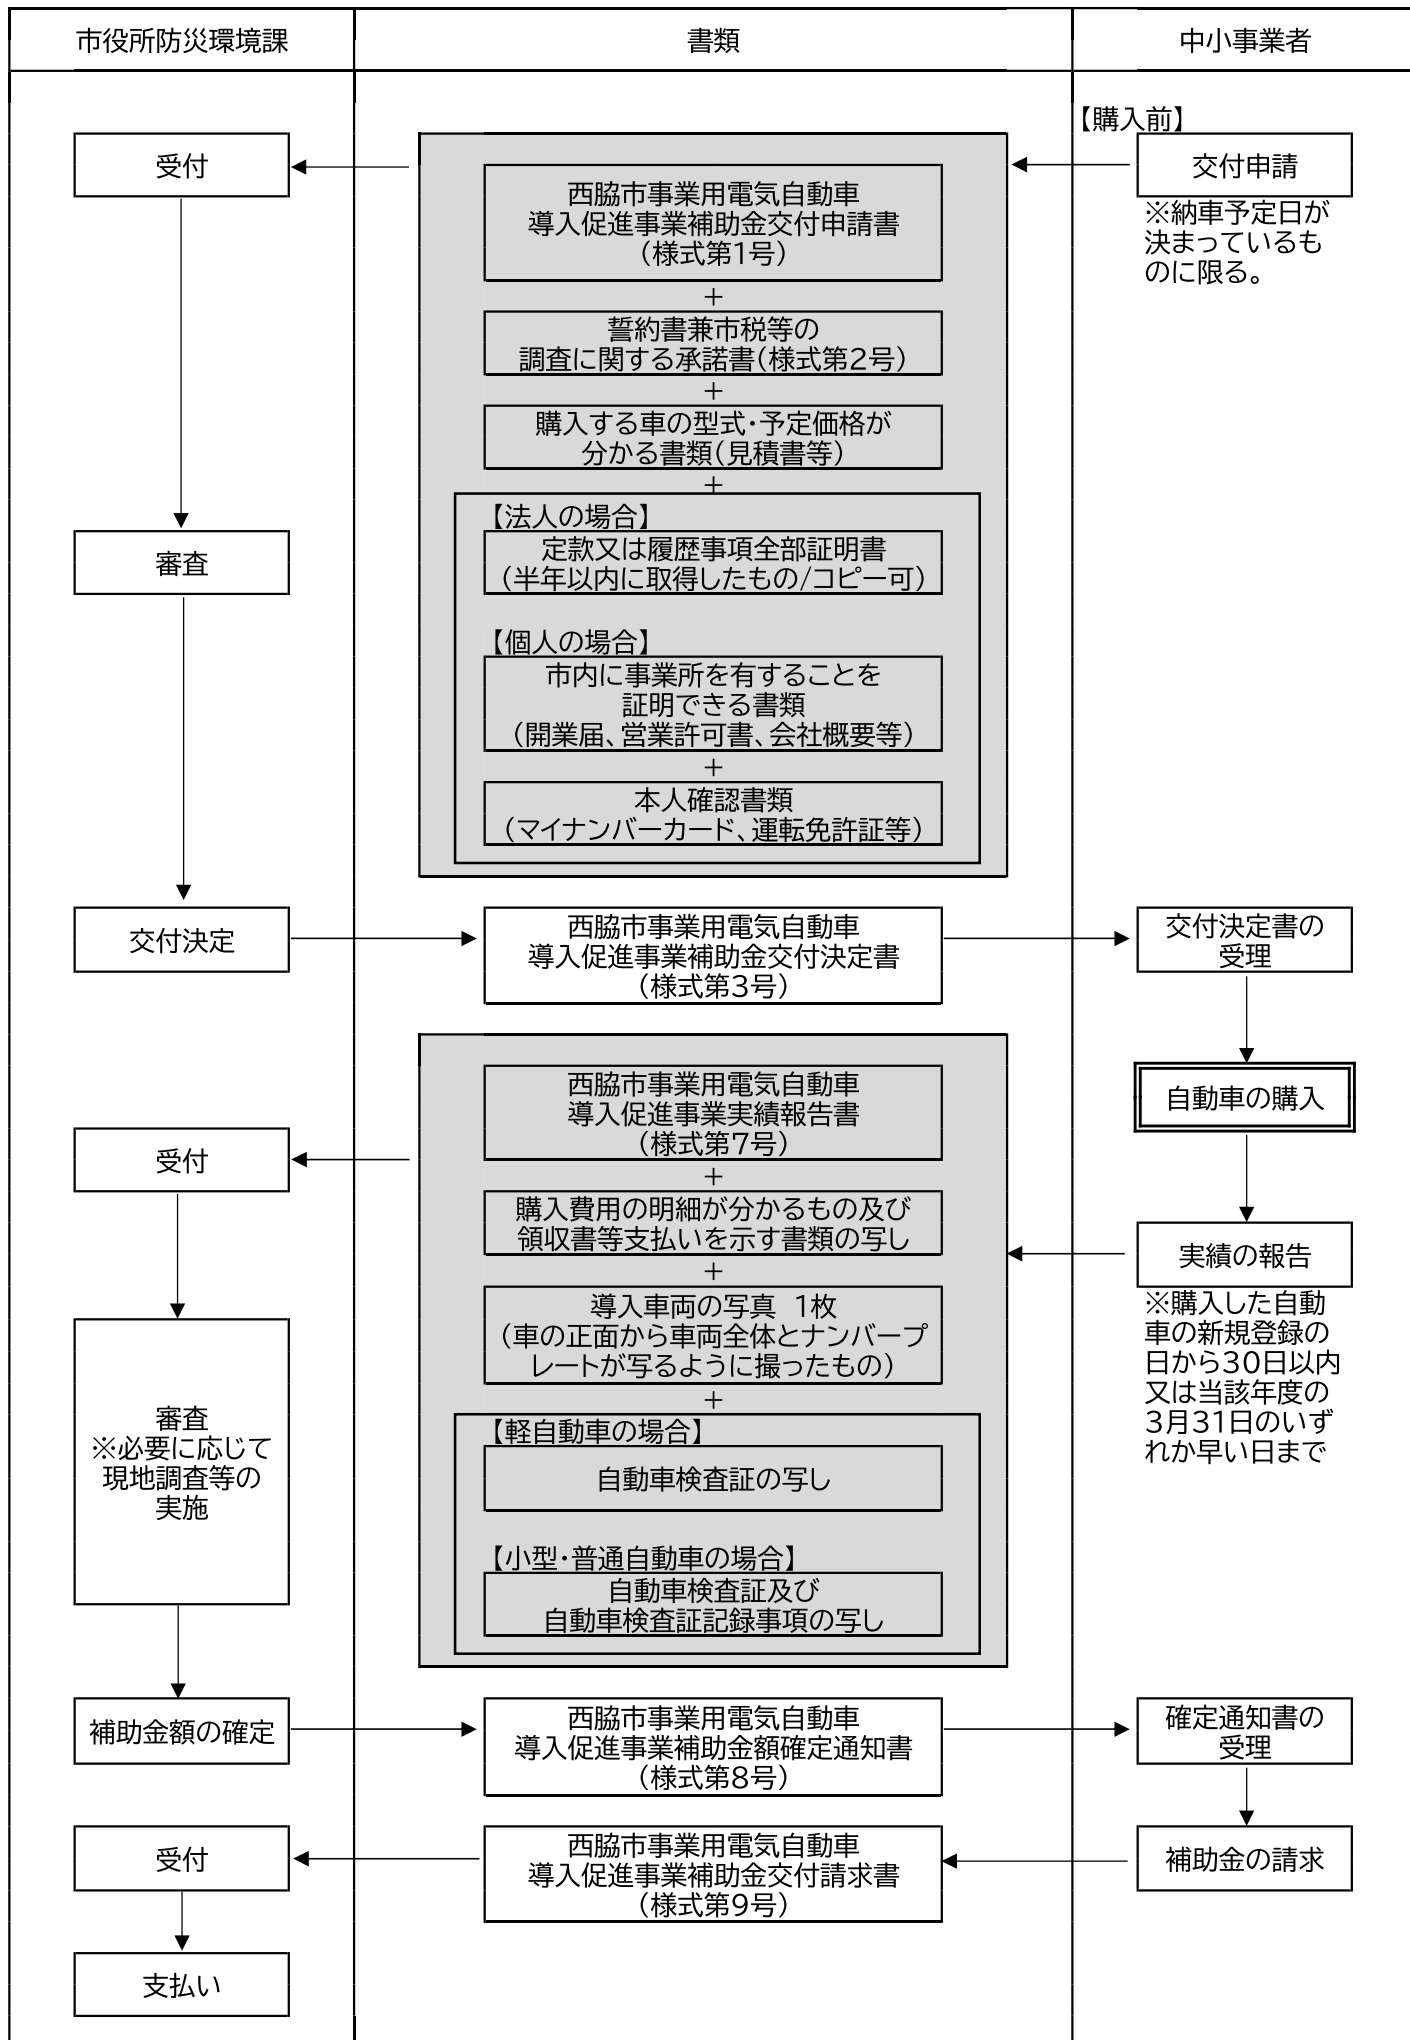 市役所防災環境課
書類
中小事業者
【購入前】
受付
交付申請
※納車予定日が
決まっているも
のに限る。
西脇市事業用電気自動車
導入促進事業補助金交付申請書
（様式第１号）
＋
誓約書兼市税等の
調査に関する承諾書（様式第２号）
＋
購入する車の型式・予定価格が
分かる書類（見積書等）
＋
【法人の場合】
定款又は履歴事項全部証明書
（半年以内に取得したもの/コピー可）
審査
【個人の場合】
市内に事業所を有することを
証明できる書類
（開業届、営業許可書、会社概要等）
＋
本人確認書類
（マイナンバーカード、運転免許証等）
交付決定
西脇市事業用電気自動車
導入促進事業補助金交付決定書
（様式第３号）
交付決定書の
受理
自動車の購入
西脇市事業用電気自動車
導入促進事業実績報告書
（様式第７号）
受付
＋
購入費用の明細が分かるもの及び
領収書等支払いを示す書類の写し
実績の報告
※購入した自動
車の新規登録の
日から３０日以内
又は当該年度の
３月３１日のいず
れか早い日まで
＋
導入車両の写真　１枚
（車の正面から車両全体とナンバープ
レートが写るように撮ったもの）
＋
審査
※必要に応じて
現地調査等の
実施
【軽自動車の場合】
自動車検査証の写し
【小型・普通自動車の場合】
自動車検査証及び
自動車検査証記録事項の写し
補助金額の確定
西脇市事業用電気自動車
導入促進事業補助金額確定通知書
（様式第８号）
確定通知書の
受理
受付
西脇市事業用電気自動車
導入促進事業補助金交付請求書
（様式第９号）
補助金の請求
支払い